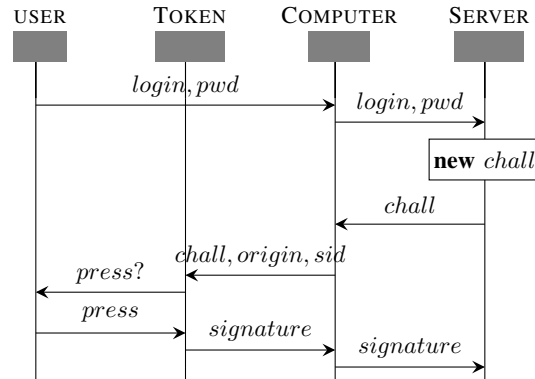 USER TOKEN COMPUTER SERVER
login, pwd
login, pwd
new chall
chall
chall, origin, sid
press?
press
signature
signature